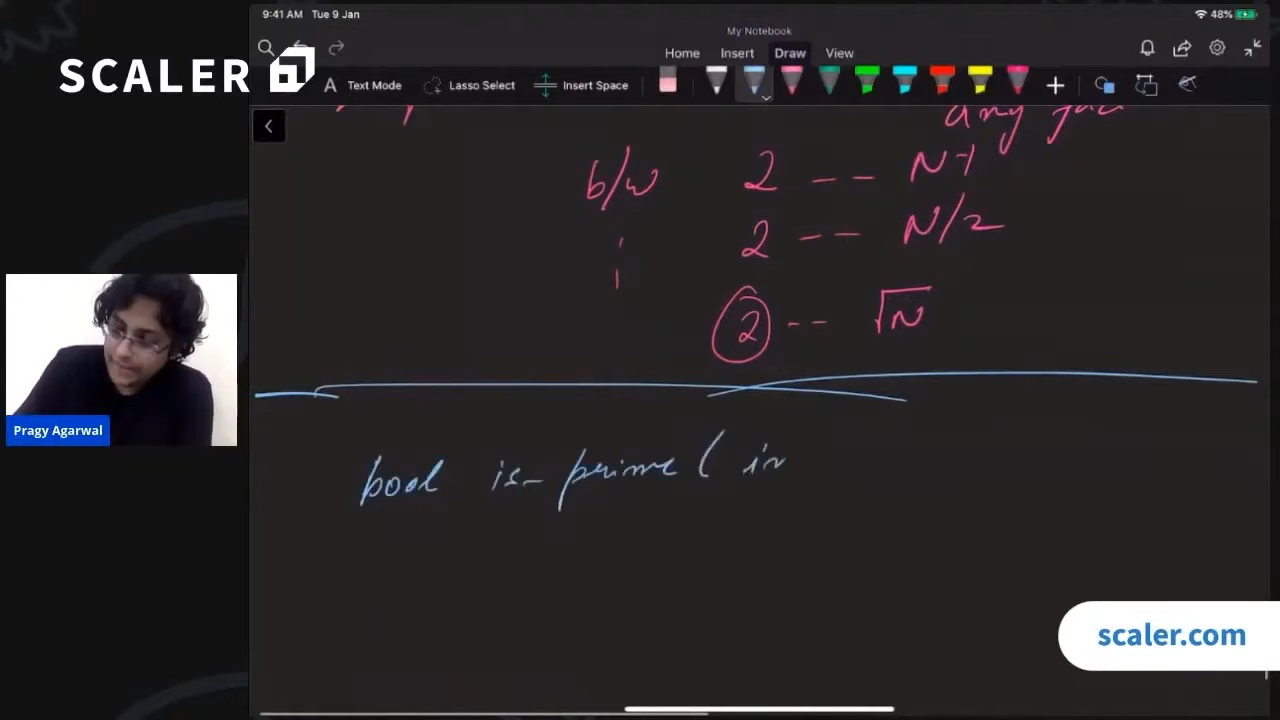 9:41 AM Tue 9 Jan
48%
My Notebook
SCALER
Home Insert Draw View
A Text Mode Lasso Select Insert Space
any
b/w 2 -- N-1
2 -- N/2
2 -- √N
Pragy Agarwal
bool is_prime ( in
scaler.com